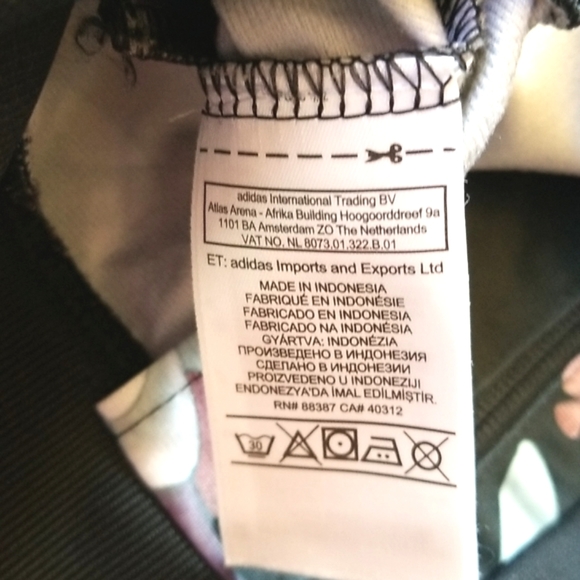 adidas International Trading BV
Atlas Arena - Afrika Building Hoogoorddreef 9a
1101 BA Amsterdam ZO The Netherlands
VAT NO. NL 8073.01.322.B.01
ET: adidas Imports and Exports Ltd
MADE IN INDONESIA
FABRIQUÉ EN INDONÉSIE
FABRICADO EN INDONESIA
FABRICADO NA INDONÉSIA
GYÁRTVA: INDONÉZIA
ПРОИЗВЕДЕНО В ИНДОНЕЗИЯ
СДЕЛАНО В ИНДОНЕЗИИ
PROIZVEDENO U INDONEZIJI
ENDONEZYA'DA İMAL EDİLMİŞTİR.
RN# 88387 CA# 40312
30